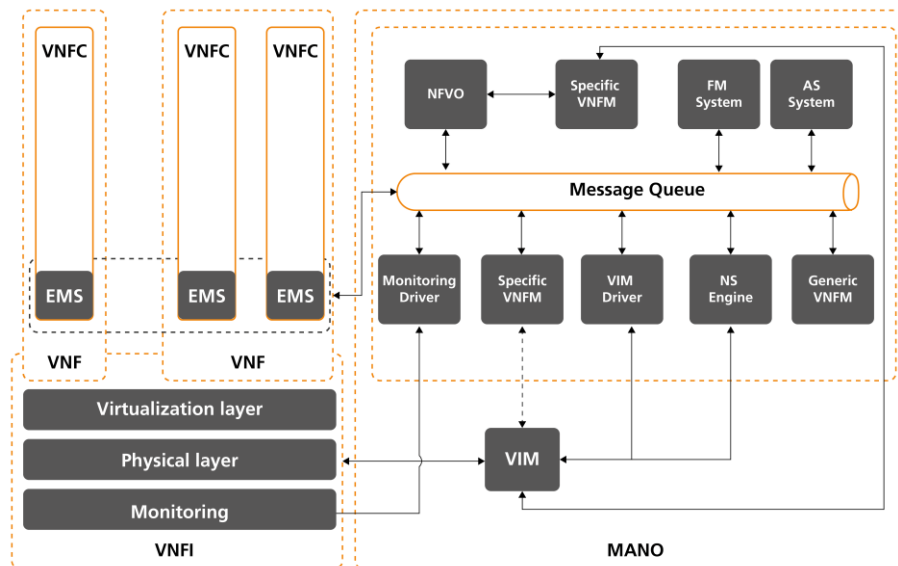 VNFC
VNFC
VNFC
EMS
EMS
EMS
VNF
VNF
Virtualization layer
Physical layer
Monitoring
VNFI
NFVO
Specific
VNFM
FM
System
AS
System
Message Queue
Monitoring
Driver
Specific
VNFM
VIM
Driver
NS
Engine
Generic
VNFM
VIM
MANO